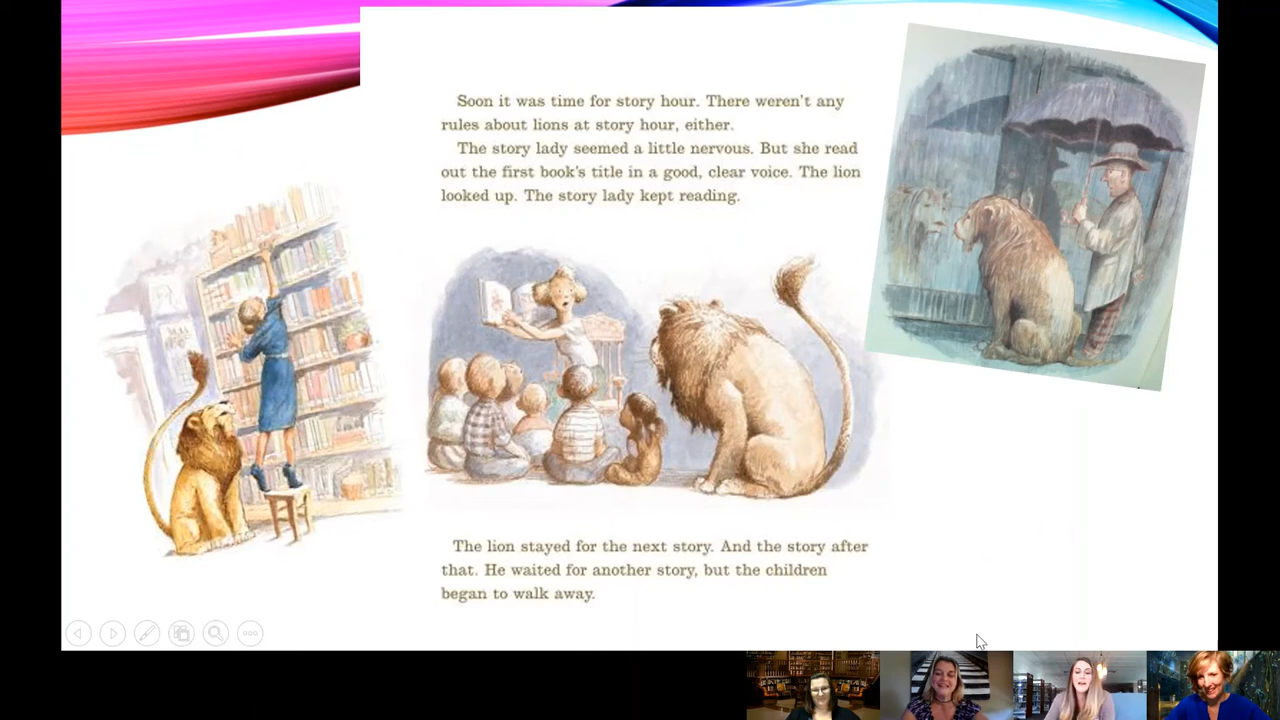 Soon it was time for story hour. There weren't any
rules about lions at story hour, either.
The story lady seemed a little nervous. But she read
out the first book's title in a good, clear voice. The lion
looked up. The story lady kept reading.
The lion stayed for the next story. And the story after
that. He waited for another story, but the children
began to walk away.